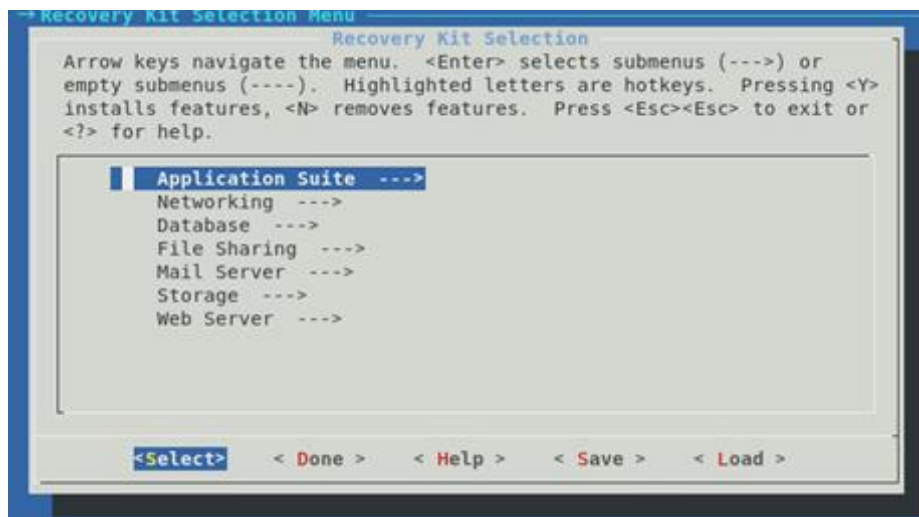 → Recovery Kit Selection Menu
Recovery Kit Selection
Arrow keys navigate the menu.  <Enter> selects submenus (--->) or
empty submenus (----).  Highlighted letters are hotkeys.  Pressing <Y>
installs features, <N> removes features.  Press <Esc><Esc> to exit or
<?> for help.
Application Suite  --->
Networking  --->
Database  --->
File Sharing  --->
Mail Server  --->
Storage  --->
Web Server  --->
<Select>    < Done >    < Help >    < Save >    < Load >